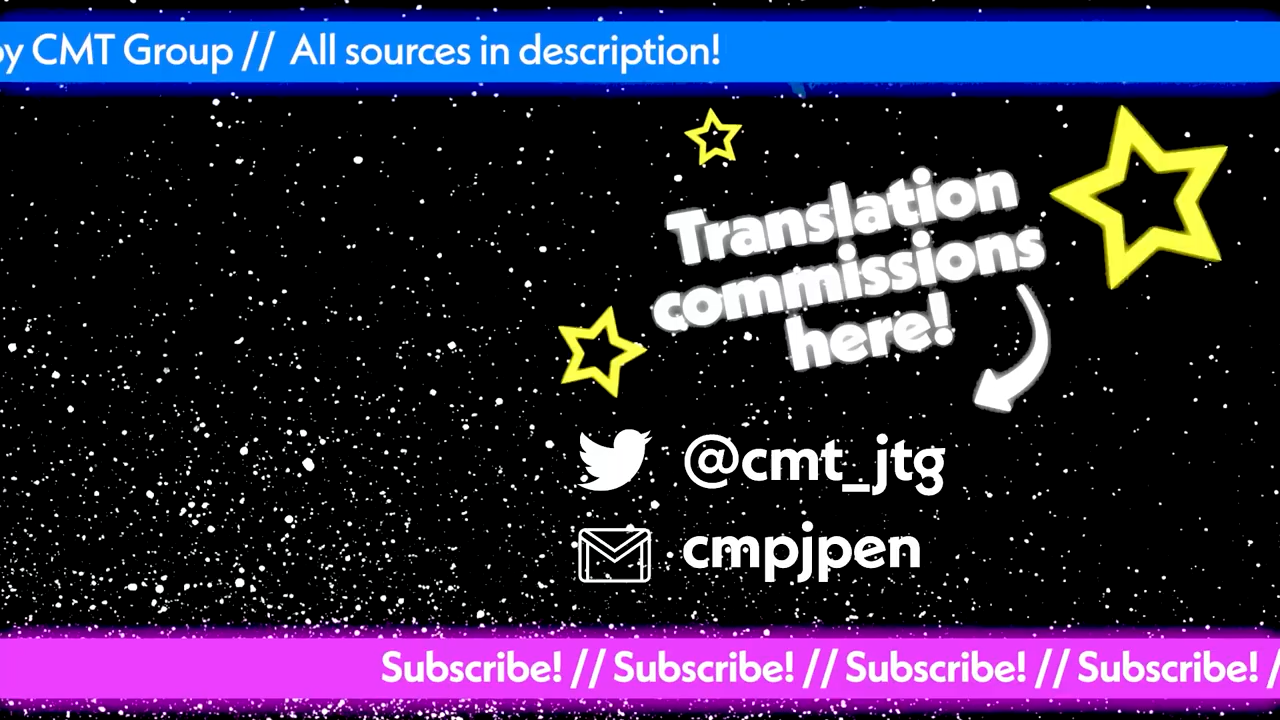 by CMT Group // All sources in description!
Translation
commissions
here!
@cmt_jtg
cmpjpen
Subscribe! // Subscribe! // Subscribe! // Subscribe! /